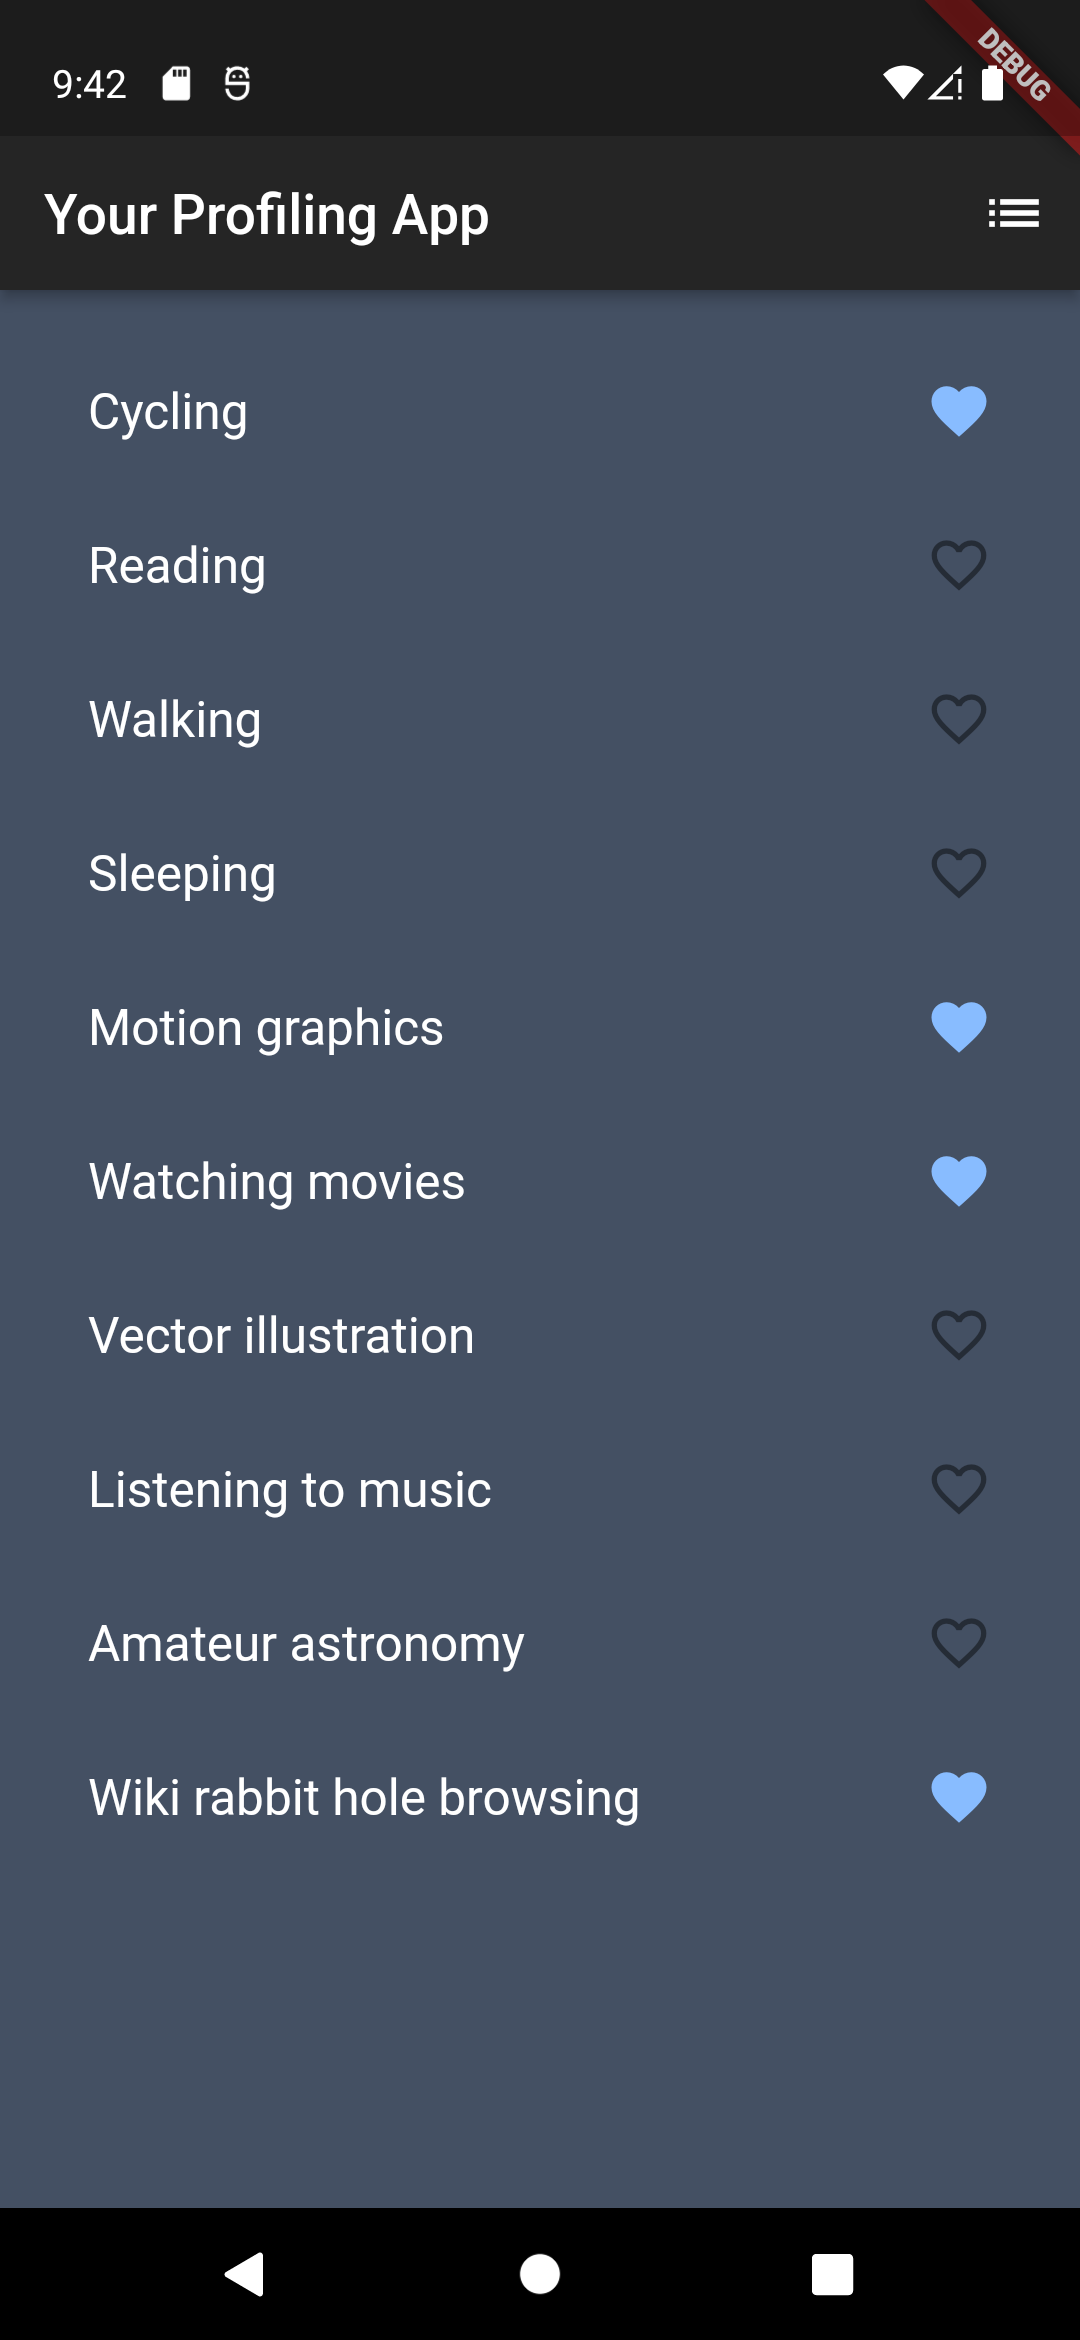 9:42
DEBUG
Your Profiling App
Cycling
Reading
Walking
Sleeping
Motion graphics
Watching movies
Vector illustration
Listening to music
Amateur astronomy
Wiki rabbit hole browsing